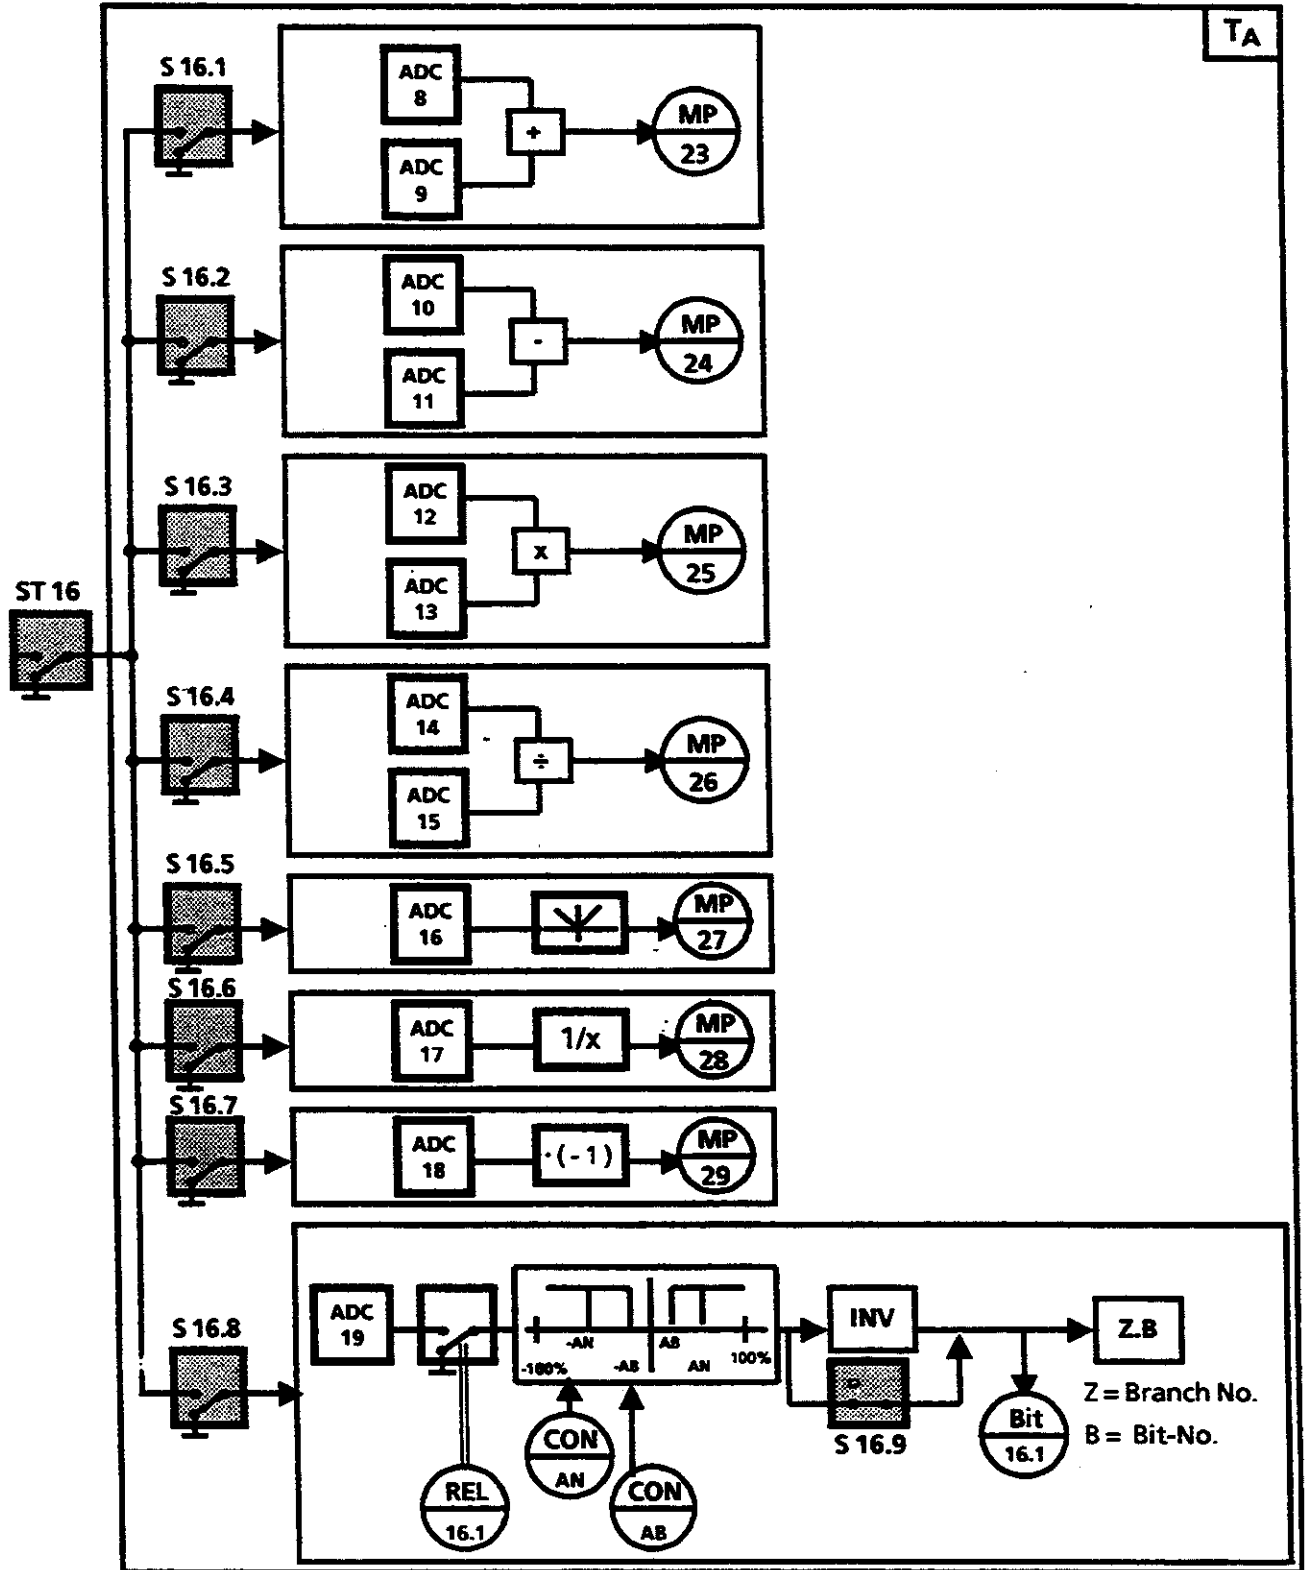 TA
S 16.1
ADC
8
+
MP
23
ADC
9
S 16.2
ADC
10
-
MP
24
ADC
11
S 16.3
ADC
12
x
MP
25
ADC
13
ST 16
S 16.4
ADC
14
÷
MP
26
ADC
15
S 16.5
ADC
16
MP
27
S 16.6
ADC
17
1/x
MP
28
S 16.7
ADC
18
·(-1)
MP
29
S 16.8
ADC
19
-AN
AB
-100%
-AB
AN
100%
INV
Z.B
Z = Branch No.
B = Bit-No.
S 16.9
Bit
16.1
CON
AN
REL
16.1
CON
AB